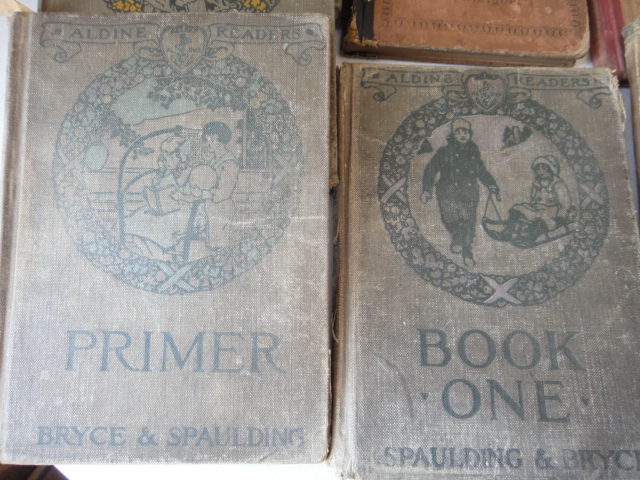 ALDINE READERS
PRIMER
BRYCE & SPAULDING
ALDINE READERS
BOOK
· ONE ·
SPAULDING & BRYCE